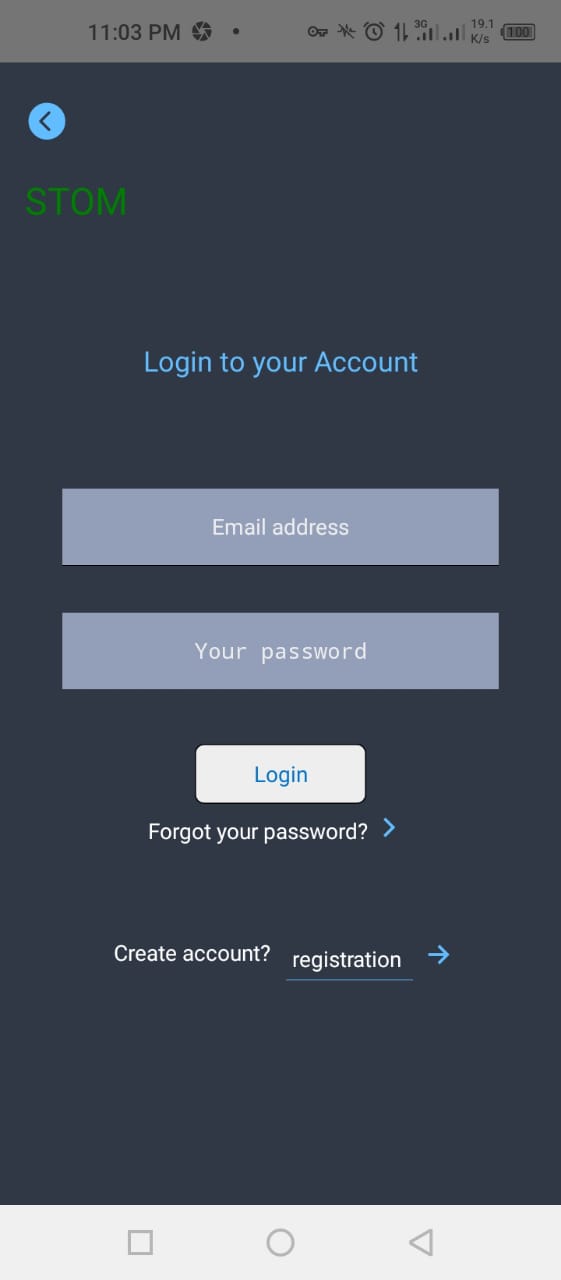 11:03 PM 3G 19.1 K/s 100
STOM
Login to your Account
Email address
Your password
Login
Forgot your password?
Create account? registration